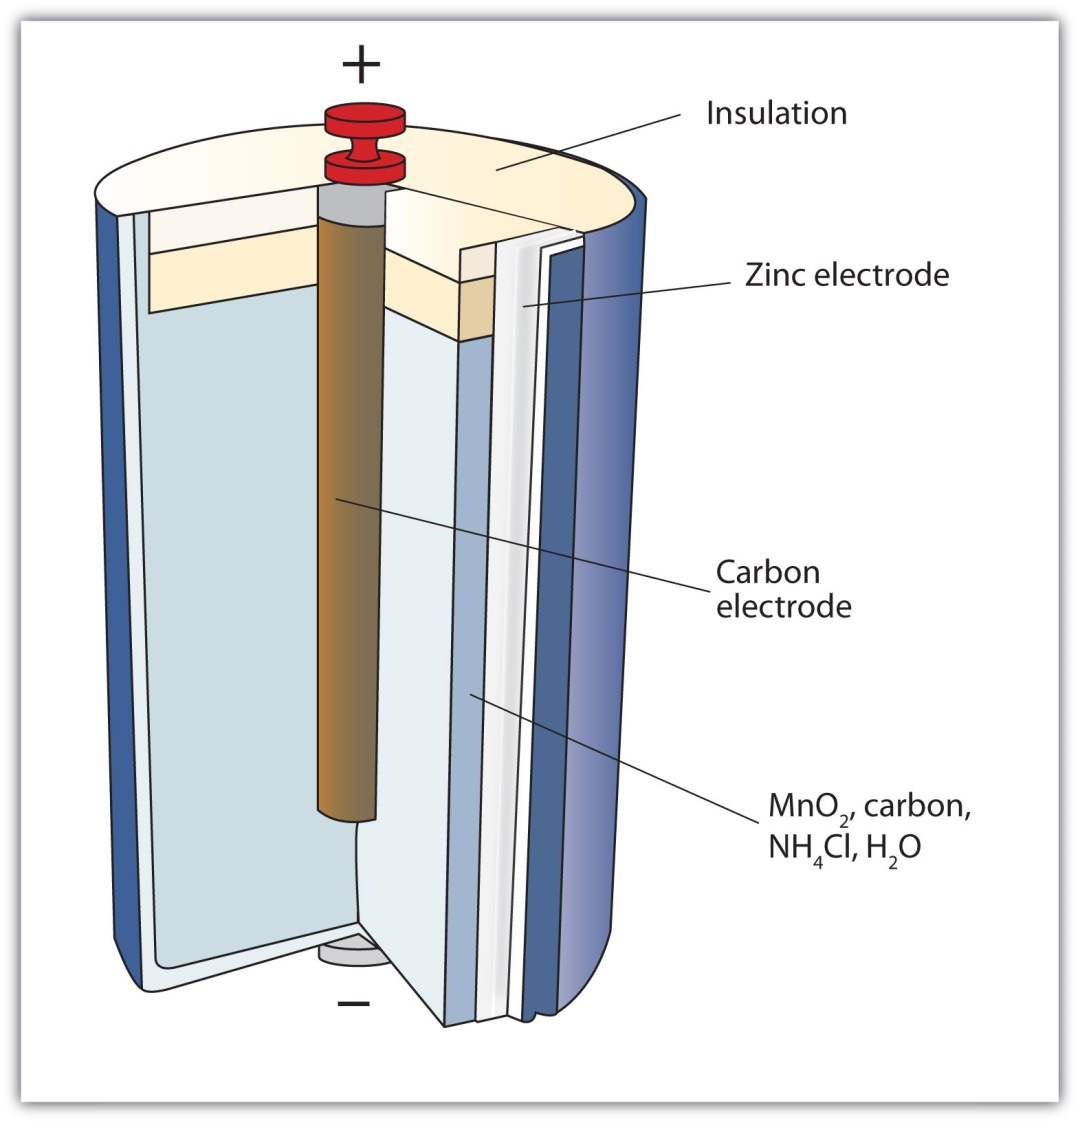 +
Insulation
Zinc electrode
Carbon
electrode
MnO₂, carbon,
NH₄Cl, H₂O
−